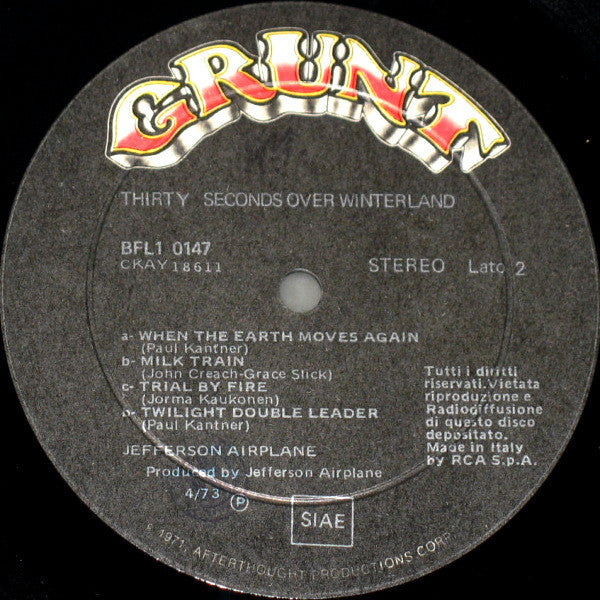 GRUNT
THIRTY SECONDS OVER WINTERLAND
BFL1 0147
CKAY 18611
STEREO Lato 2
a- WHEN THE EARTH MOVES AGAIN
(Paul Kantner)
b- MILK TRAIN
(John Creach-Grace Slick)
c- TRIAL BY FIRE
(Jorma Kaukonen)
D- TWILIGHT DOUBLE LEADER
(Paul Kantner)
JEFFERSON AIRPLANE
Produced by Jefferson Airplane
4/73 Ⓟ
SIAE
Tutti i diritti
riservati.Vietata
riproduzione e
Radiodiffusione
di questo disco
depositato.
Made in Italy
by RCA S.p.A.
© 1971, AFTERTHOUGHT PRODUCTIONS CORP.